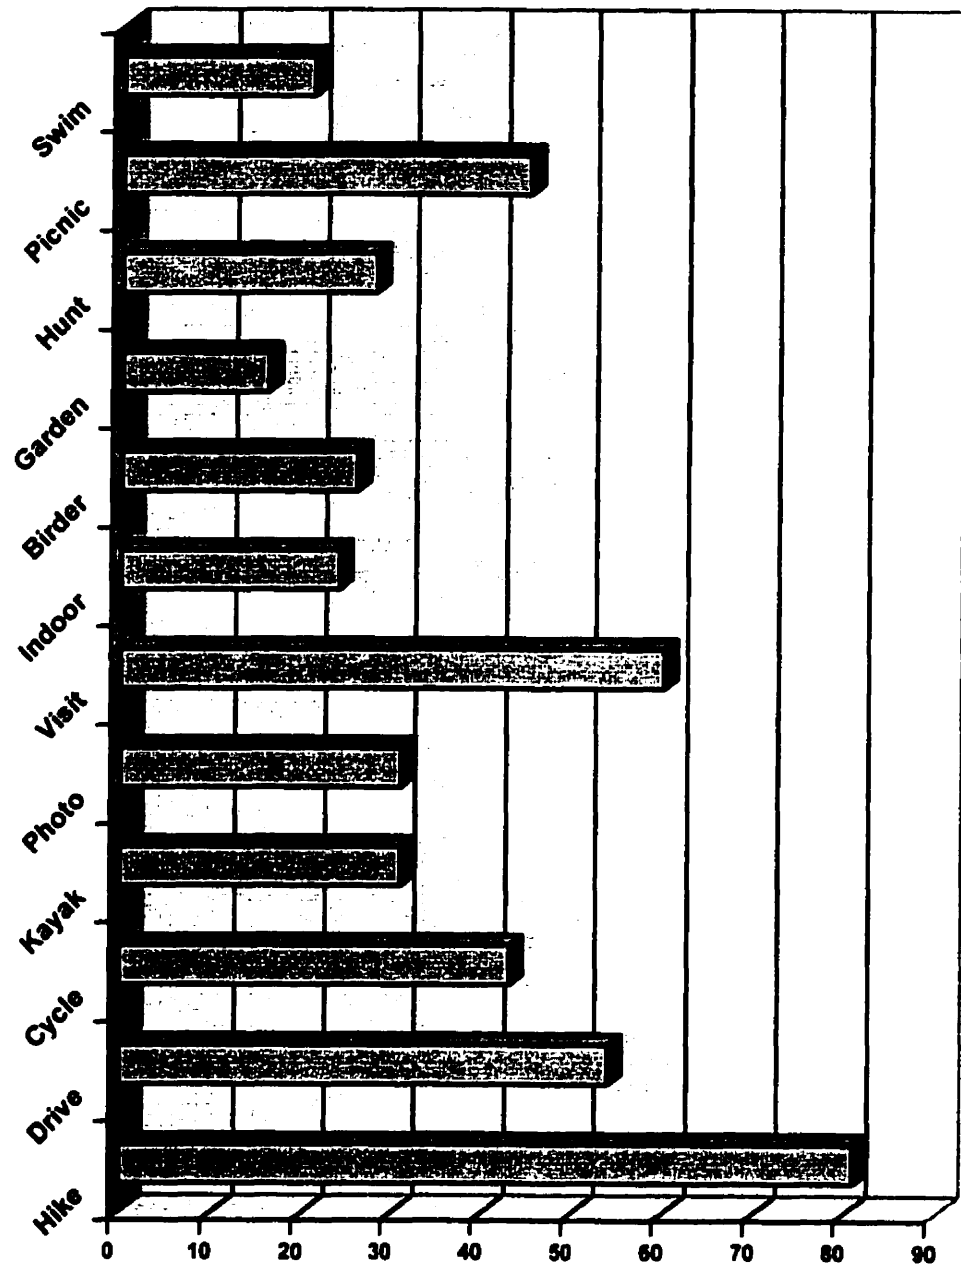 Swim
Picnic
Hunt
Garden
Birder
Indoor
Visit
Photo
Kayak
Cycle
Drive
Hike
0 10 20 30 40 50 60 70 80 90